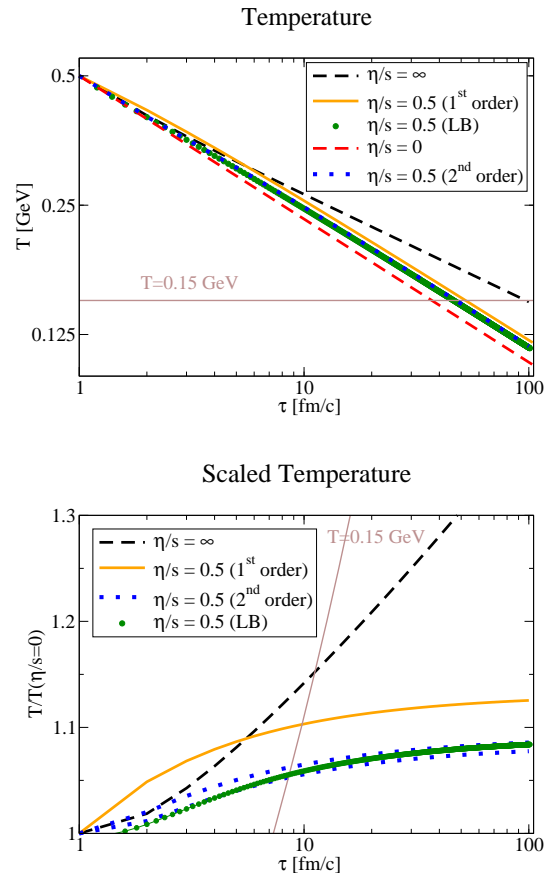 Temperature
0.5
0.25
0.125
T [GeV]
η/s = ∞
η/s = 0.5 (1st order)
η/s = 0.5 (LB)
η/s = 0
η/s = 0.5 (2nd order)
T=0.15 GeV
1
10
100
τ [fm/c]
Scaled Temperature
1.3
1.2
1.1
1
T/T(η/s=0)
η/s = ∞
η/s = 0.5 (1st order)
η/s = 0.5 (2nd order)
η/s = 0.5 (LB)
T=0.15 GeV
1
10
100
τ [fm/c]